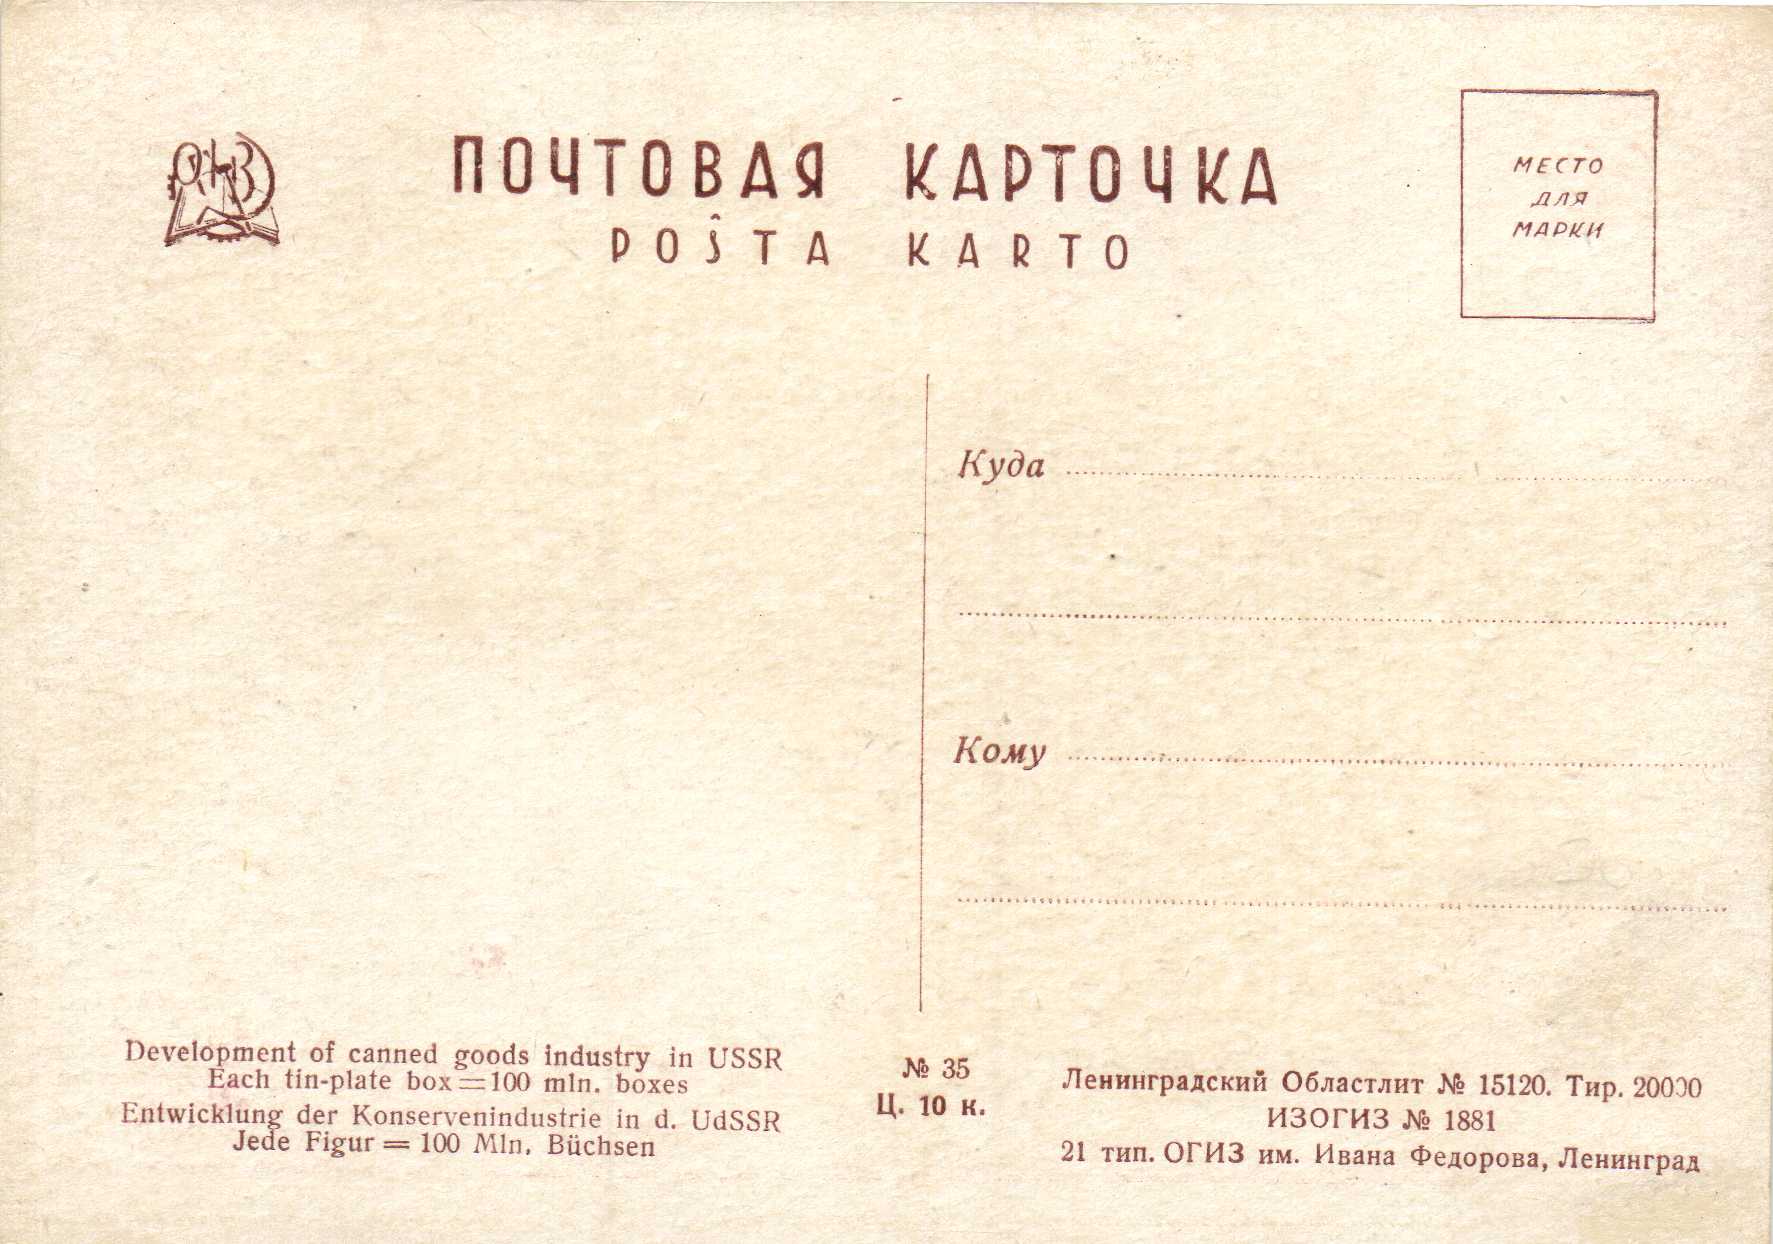 ПОЧТОВАЯ КАРТОЧКА
POŜTA KARTO
МЕСТО
ДЛЯ
МАРКИ
Куда
Кому
Development of canned goods industry in USSR
Each tin-plate box = 100 mln. boxes
Entwicklung der Konservenindustrie in d. UdSSR
Jede Figur = 100 Mln. Büchsen
№ 35
Ц. 10 к.
Ленинградский Областлит № 15120. Тир. 20000
ИЗОГИЗ № 1881
21 тип. ОГИЗ им. Ивана Федорова, Ленинград